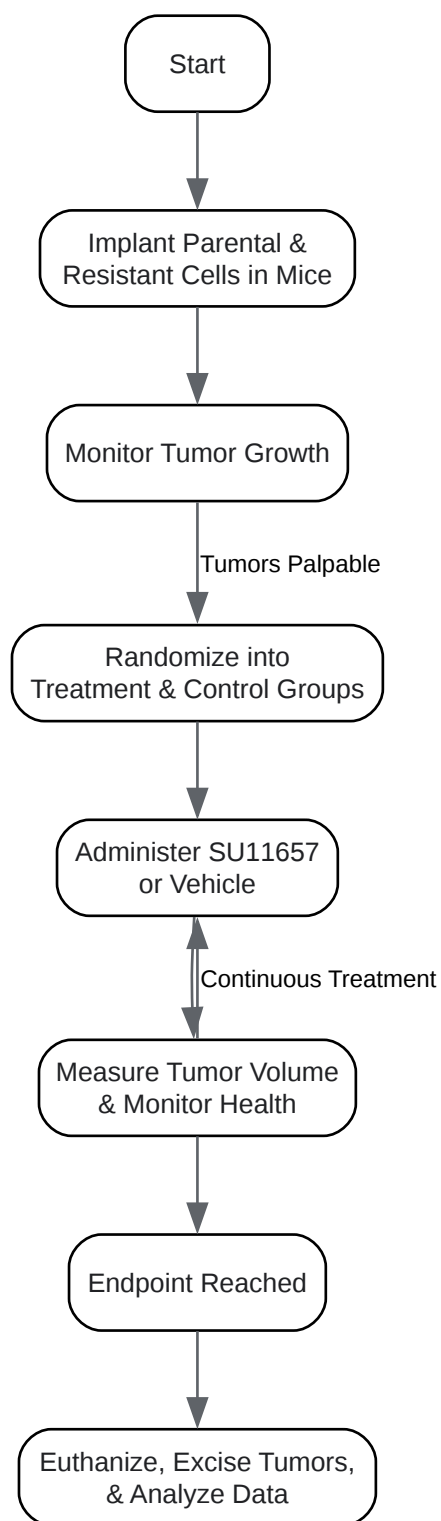 Start
Implant Parental &
Resistant Cells in Mice
Monitor Tumor Growth
Tumors Palpable
Randomize into
Treatment & Control Groups
Administer SU11657
or Vehicle
Continuous Treatment
Measure Tumor Volume
& Monitor Health
Endpoint Reached
Euthanize, Excise Tumors,
& Analyze Data